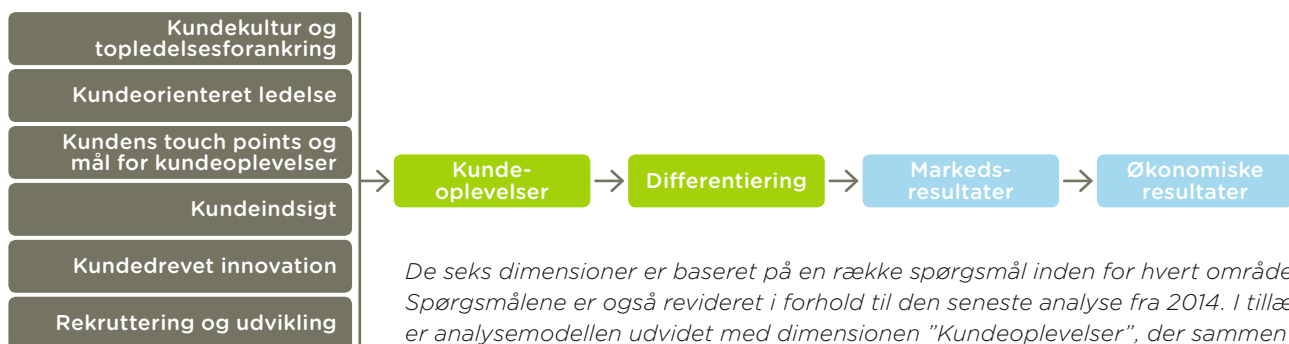 Kundekultur og
topledelsesforankring
Kundeorienteret ledelse
Kundens touch points og
mål for kundeoplevelser
Kundeindsigt
Kundedrevet innovation
Rekruttering og udvikling
Kunde-
oplevelser
Differentiering
Markeds-
resultater
Økonomiske
resultater
De seks dimensioner er baseret på en række spørgsmål inden for hvert område
Spørgsmålene er også revideret i forhold til den seneste analyse fra 2014. I tillæ
er analysemodellen udvidet med dimensionen ”Kundeoplevelser”, der sammen